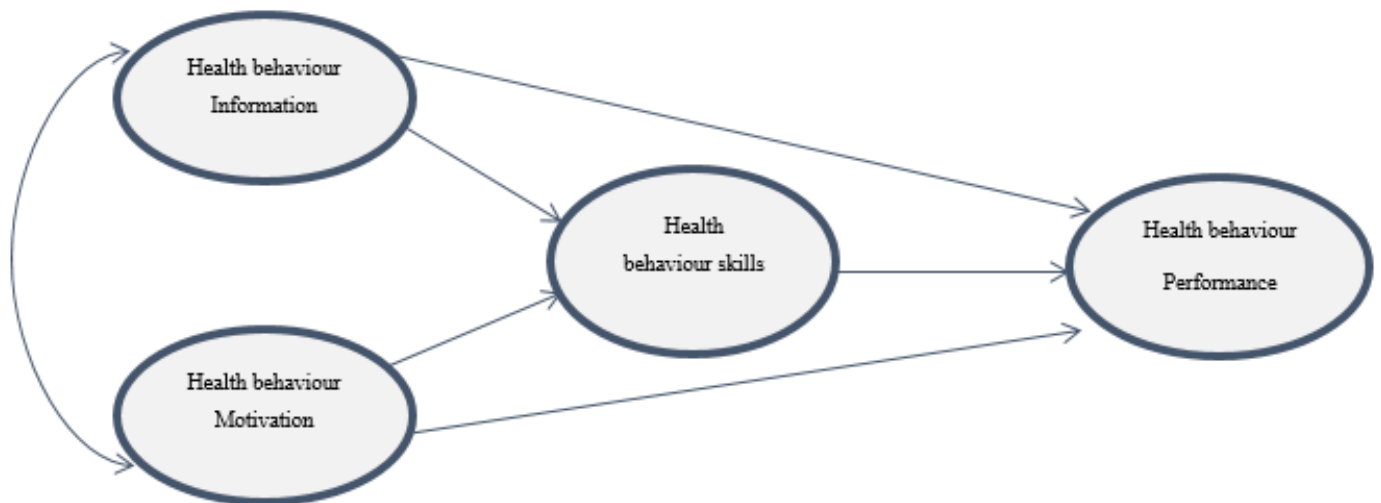 Health behaviour
Information
Health
behaviour skills
Health behaviour
Performance
Health behaviour
Motivation